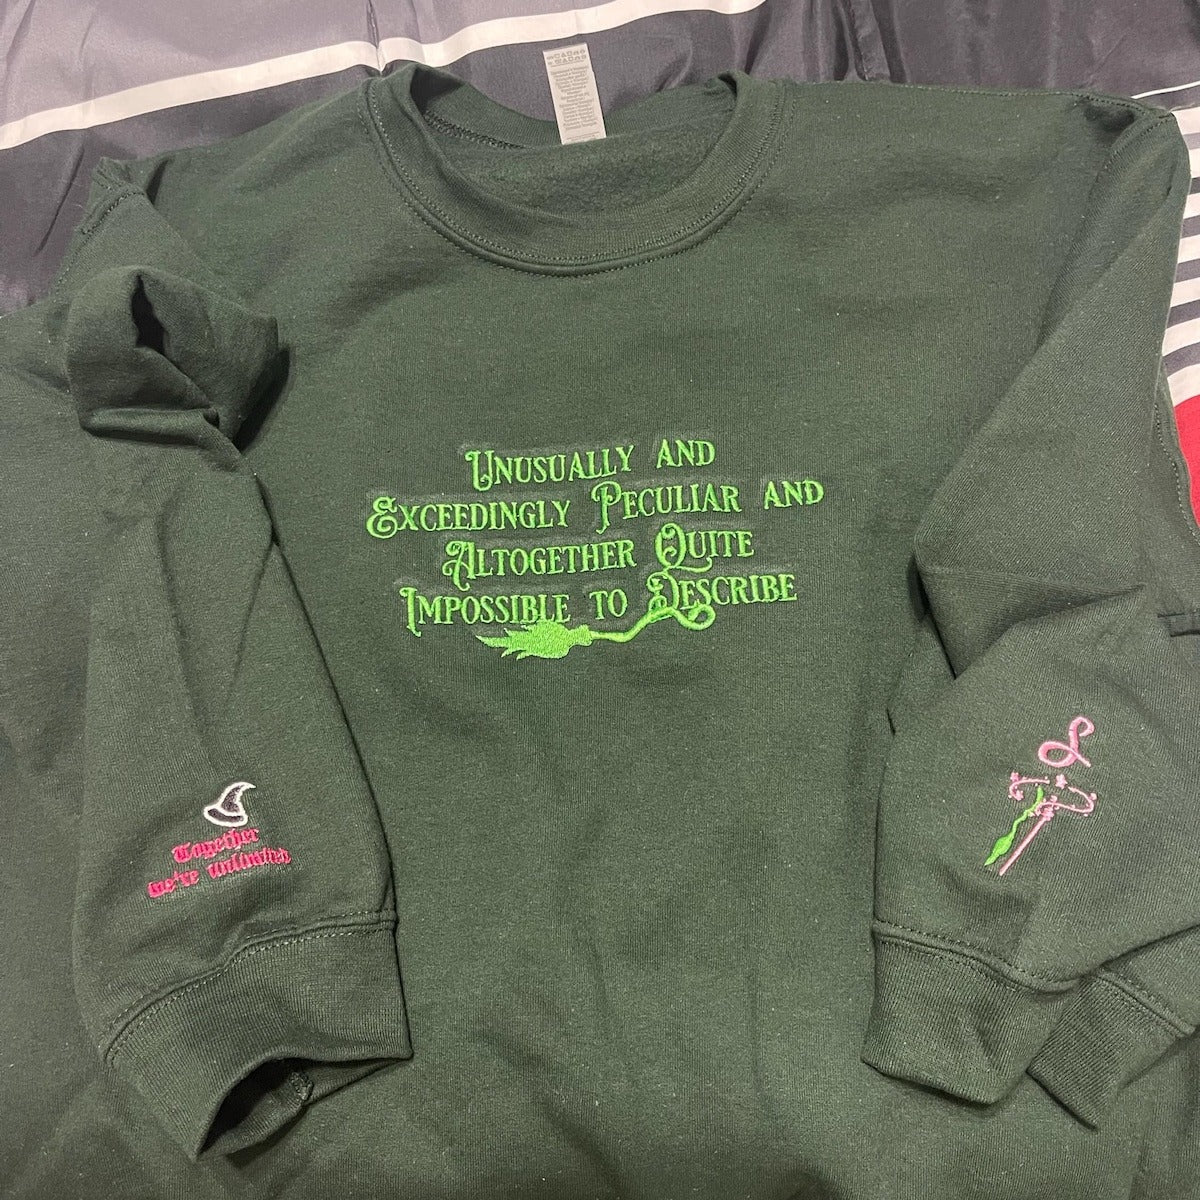 Unusually and
Exceedingly Peculiar and
Altogether Quite
Impossible to Describe
Together
we're unlimited